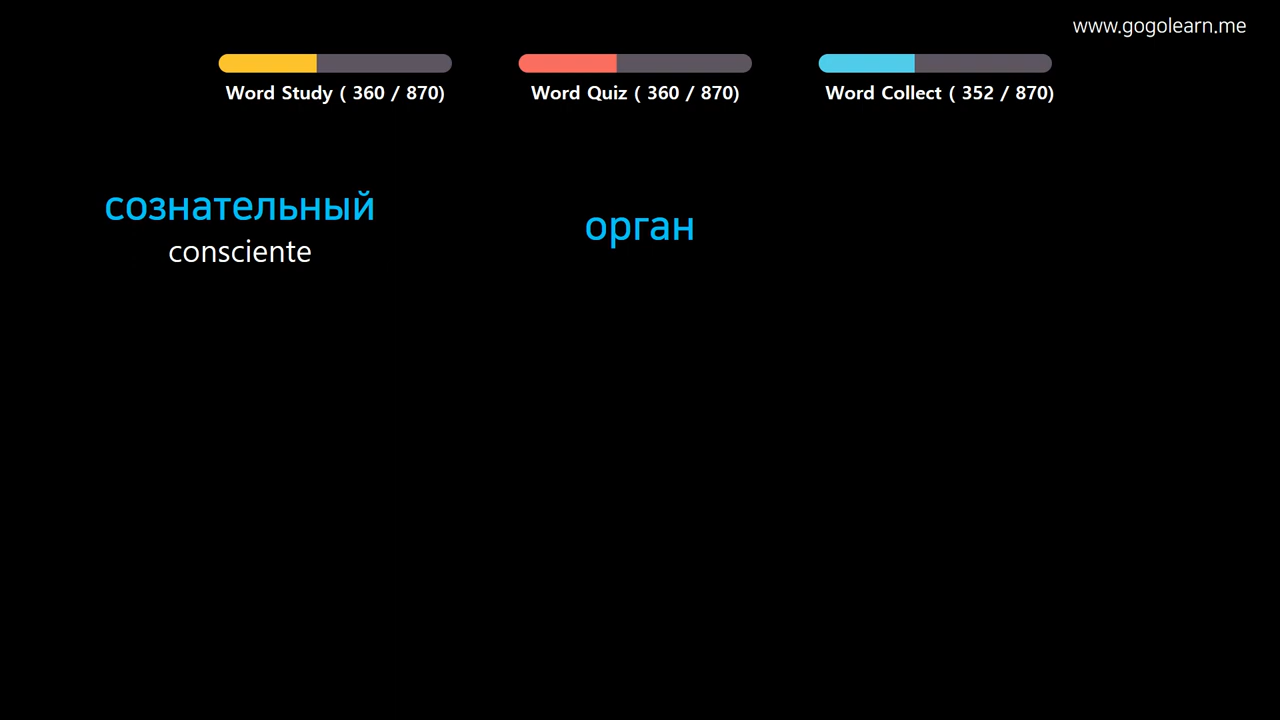 www.gogolearn.me
Word Study ( 360 / 870)
Word Quiz ( 360 / 870)
Word Collect ( 352 / 870)
сознательный
consciente
орган